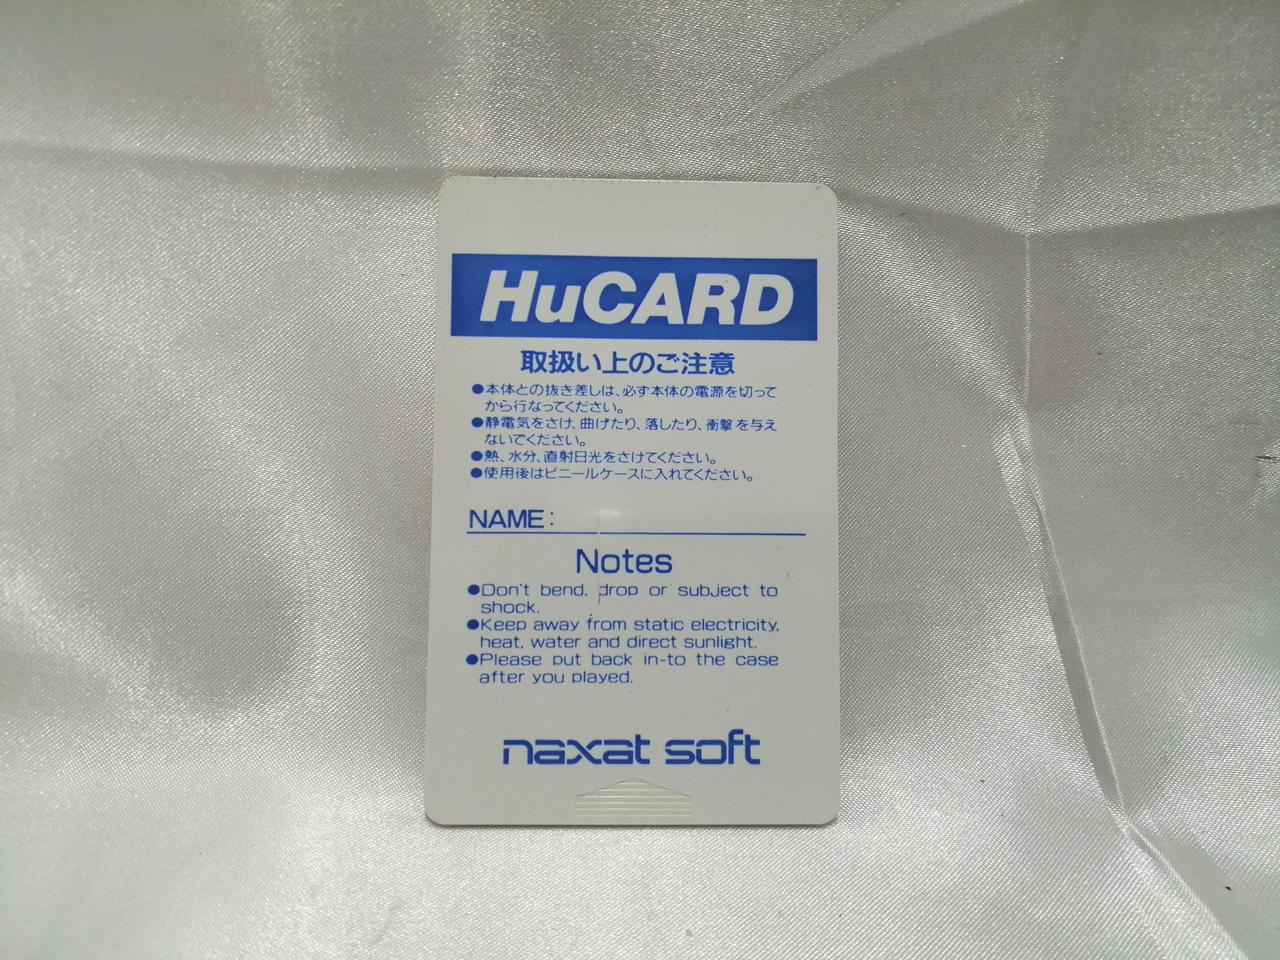 HuCARD
取扱い上のご注意
●本体との抜き差しは、必ず本体の電源を切って
から行なってください。
●静電気をさけ、曲げたり、落したり、衝撃を与え
ないでください。
●熱、水分、直射日光をさけてください。
●使用後はビニールケースに入れてください。
NAME:
Notes
●Don't bend, drop or subject to
shock.
●Keep away from static electricity,
heat, water and direct sunlight.
●Please put back in-to the case
after you played.
naxat soft